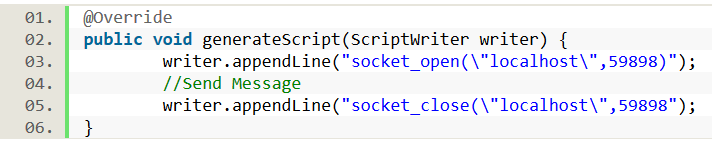 01. @Override
02. public void generateScript(ScriptWriter writer) {
03. writer.appendLine("socket_open(\"localhost\",59898)");
04. //Send Message
05. writer.appendLine("socket_close(\"localhost\",59898");
06. }